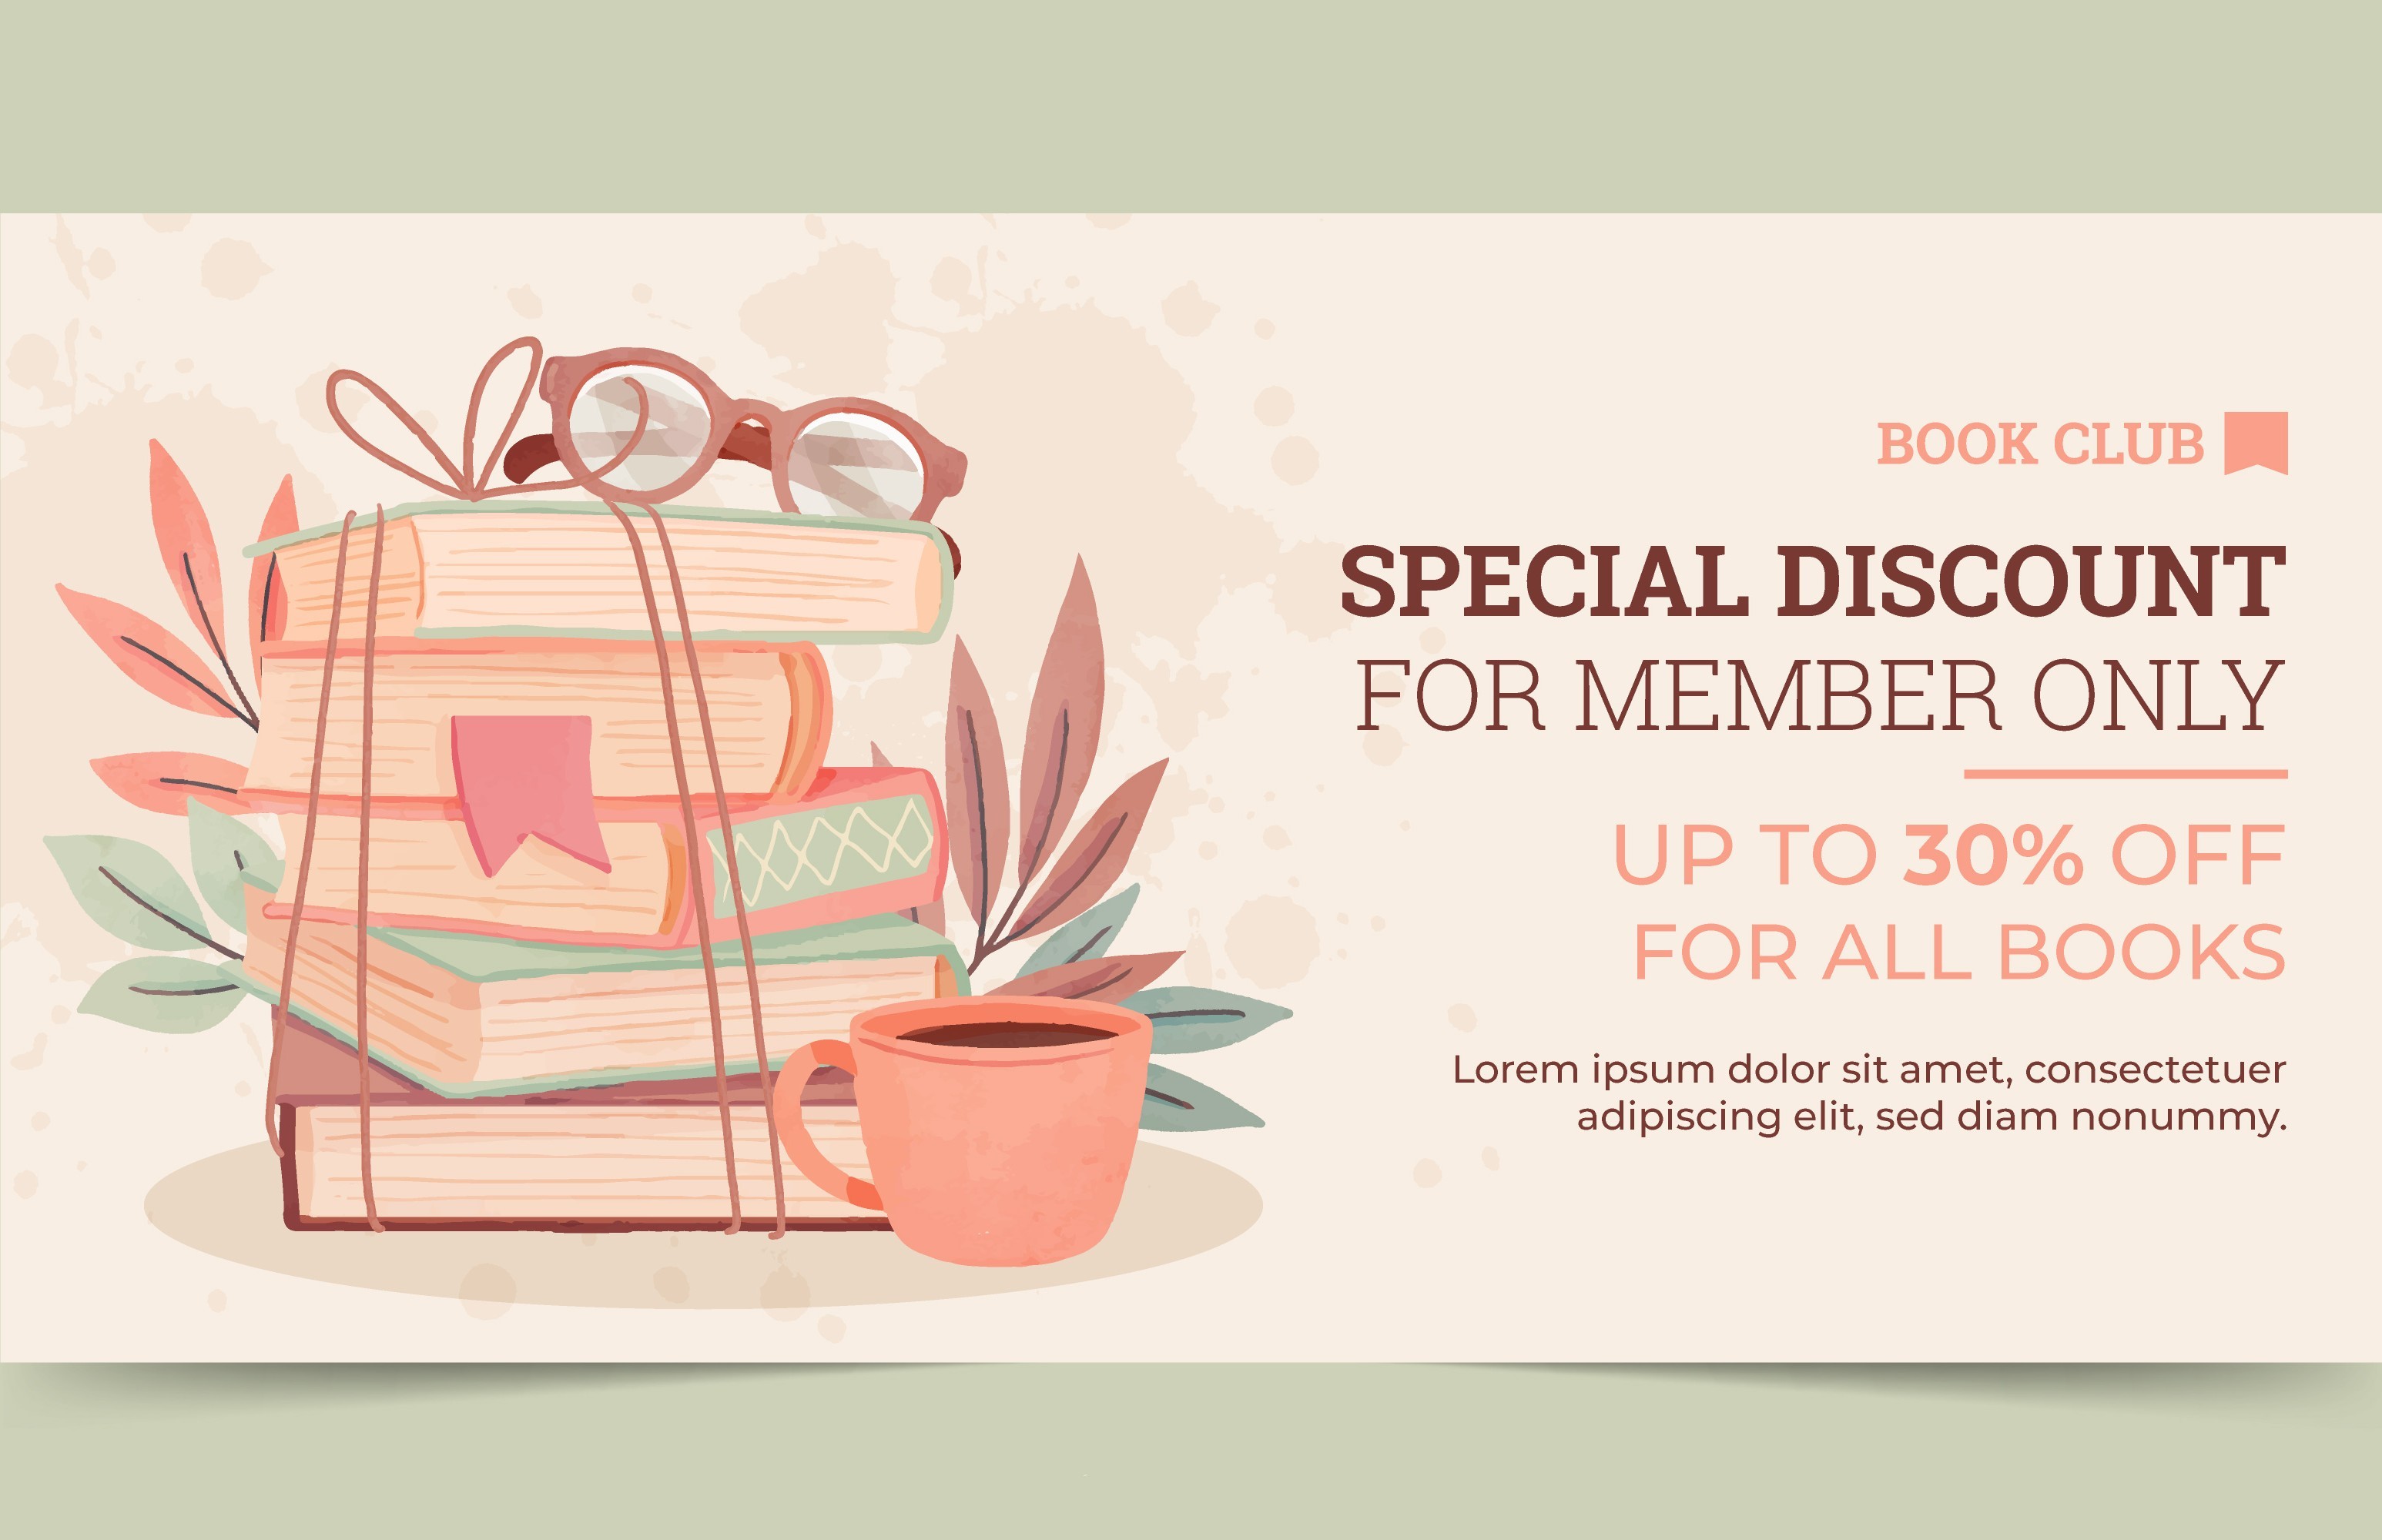 BOOK CLUB
SPECIAL DISCOUNT
FOR MEMBER ONLY
UP TO 30% OFF
FOR ALL BOOKS
Lorem ipsum dolor sit amet, consectetuer
adipiscing elit, sed diam nonummy.